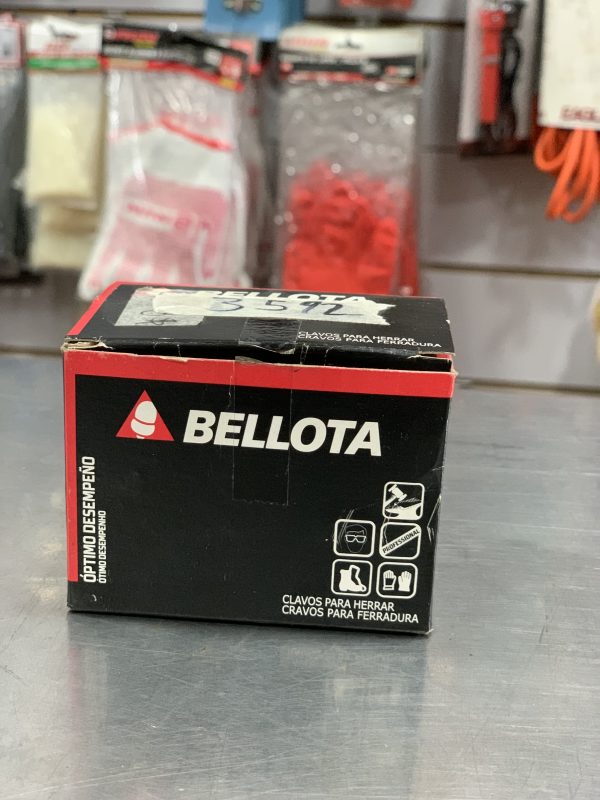 BELLOTA
3592
CLAVOS PARA HERRAR
CRAVOS PARA FERRADURA
BELLOTA
ÓPTIMO DESEMPEÑO
ÓTIMO DESEMPENHO
PROFESSIONAL
CLAVOS PARA HERRAR
CRAVOS PARA FERRADURA